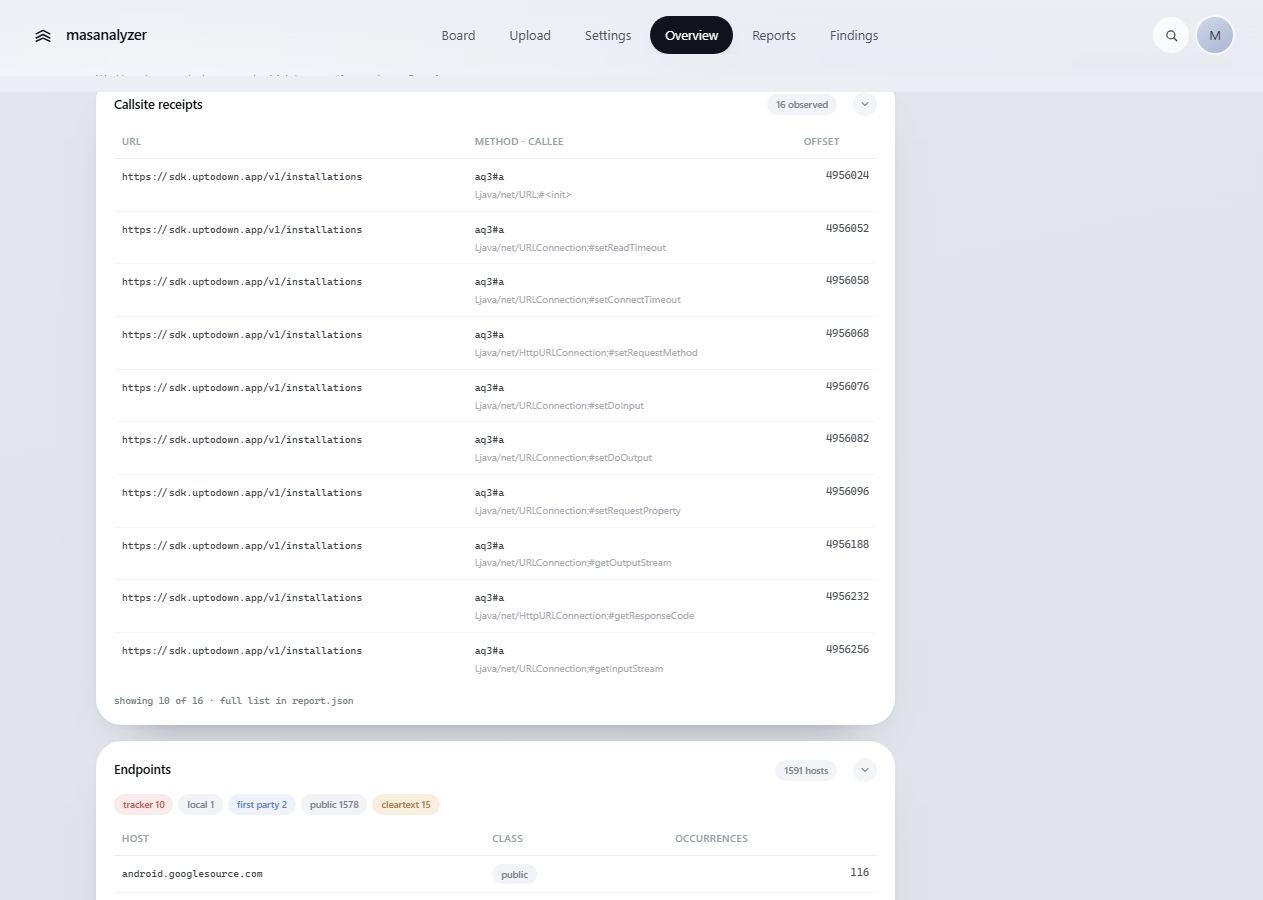 masanalyzer
Board Upload Settings Overview Reports Findings
M
Callsite receipts
16 observed
URL METHOD · CALLEE OFFSET
https://sdk.uptodown.app/v1/installations aq3#a 4956024
Ljava/net/URL;#<init>
https://sdk.uptodown.app/v1/installations aq3#a 4956052
Ljava/net/URLConnection;#setReadTimeout
https://sdk.uptodown.app/v1/installations aq3#a 4956058
Ljava/net/URLConnection;#setConnectTimeout
https://sdk.uptodown.app/v1/installations aq3#a 4956068
Ljava/net/HttpURLConnection;#setRequestMethod
https://sdk.uptodown.app/v1/installations aq3#a 4956076
Ljava/net/URLConnection;#setDoInput
https://sdk.uptodown.app/v1/installations aq3#a 4956082
Ljava/net/URLConnection;#setDoOutput
https://sdk.uptodown.app/v1/installations aq3#a 4956096
Ljava/net/URLConnection;#setRequestProperty
https://sdk.uptodown.app/v1/installations aq3#a 4956188
Ljava/net/URLConnection;#getOutputStream
https://sdk.uptodown.app/v1/installations aq3#a 4956232
Ljava/net/HttpURLConnection;#getResponseCode
https://sdk.uptodown.app/v1/installations aq3#a 4956256
Ljava/net/URLConnection;#getInputStream
showing 10 of 16 · full list in report.json
Endpoints
1591 hosts
tracker 10 local 1 first party 2 public 1578 cleartext 15
HOST CLASS OCCURRENCES
android.googlesource.com public 116